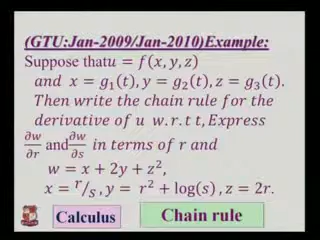 (GTU:Jan-2009/Jan-2010)Example:
Suppose thatu = f(x, y, z)
and x = g₁(t), y = g₂(t), z = g₃(t).
Then write the chain rule for the
derivative of u w.r.t t, Express
∂w/∂r and ∂w/∂s in terms of r and
w = x + 2y + z²,
x = r/s, y = r² + log(s), z = 2r.
Calculus Chain rule